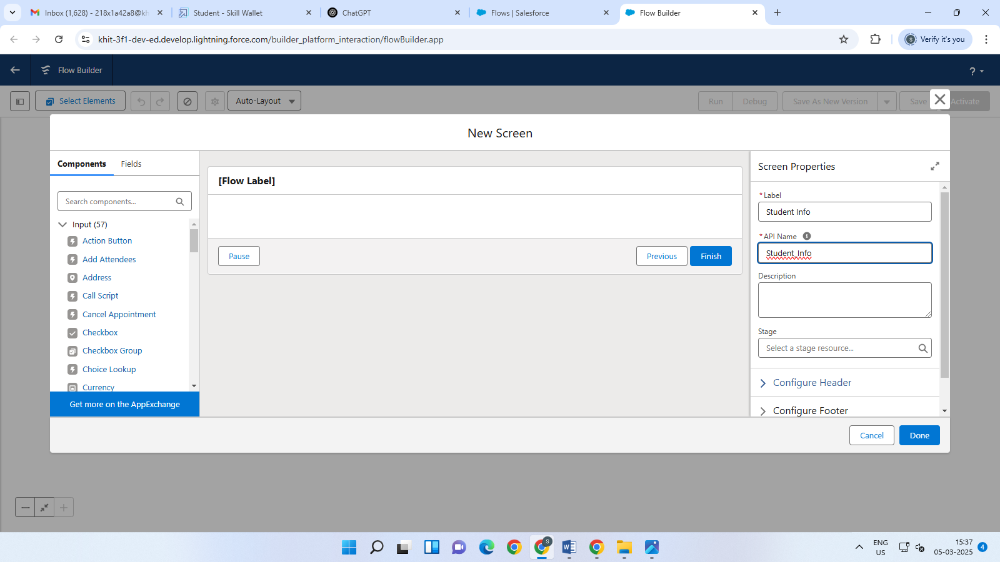 Inbox (1,628) - 218x1a42a8@kh
Student - Skill Wallet
ChatGPT
Flows | Salesforce
Flow Builder
khit-3f1-dev-ed.develop.lightning.force.com/builder_platform_interaction/flowBuilder.app
S
Verify it's you
Flow Builder
?
Select Elements
Auto-Layout
Run
Debug
Save As New Version
Save
Activate
New Screen
Components
Fields
Search components...
Input (57)
Action Button
Add Attendees
Address
Call Script
Cancel Appointment
Checkbox
Checkbox Group
Choice Lookup
Currency
Get more on the AppExchange
[Flow Label]
Pause
Previous
Finish
Screen Properties
* Label
Student Info
* API Name
Student_Info
Description
Stage
Select a stage resource...
Configure Header
Configure Footer
Cancel
Done
S
ENG
US
15:37
05-03-2025
4